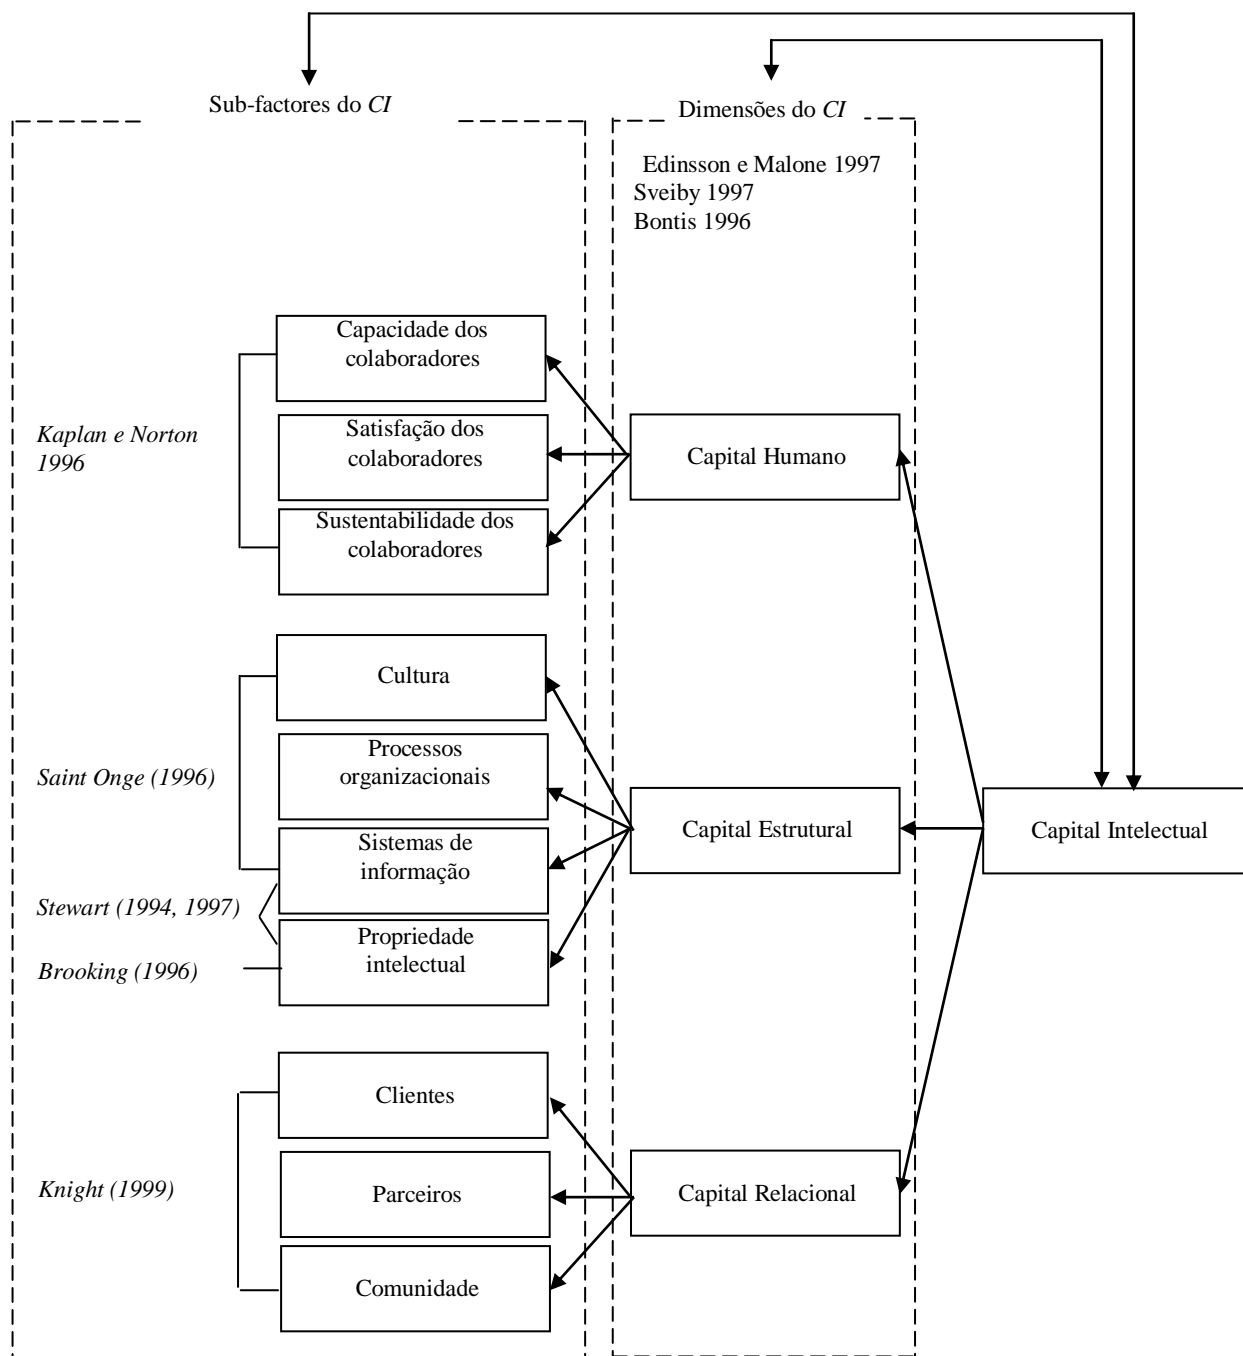 Sub-factores do CI
Dimensões do CI
Edinsson e Malone 1997
Sveiby 1997
Bontis 1996
Capacidade dos
colaboradores
Kaplan e Norton
1996
Satisfação dos
colaboradores
Capital Humano
Sustentabilidade dos
colaboradores
Cultura
Saint Onge (1996)
Processos
organizacionais
Sistemas de
informação
Capital Estrutural
Capital Intelectual
Stewart (1994, 1997)
Brooking (1996)
Propriedade
intelectual
Clientes
Knight (1999)
Parceiros
Capital Relacional
Comunidade